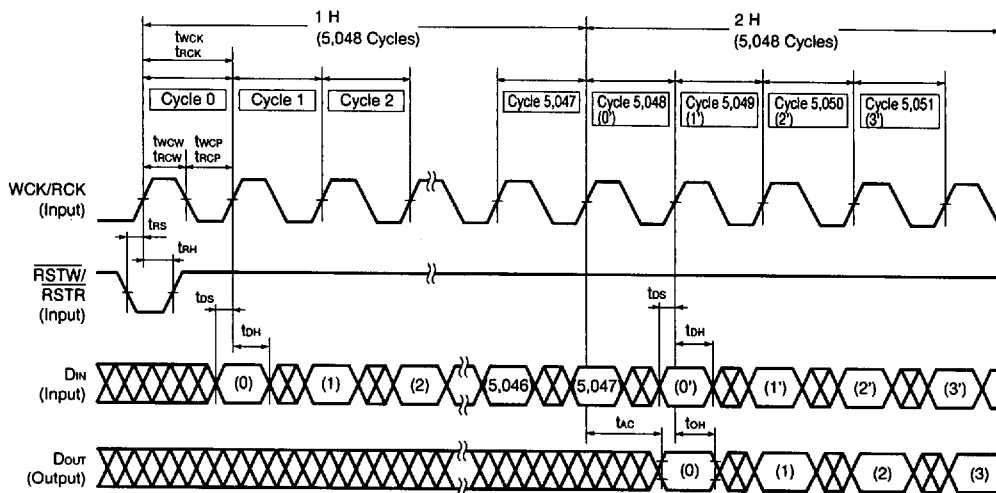 1 H
(5,048 Cycles)
2 H
(5,048 Cycles)
tWCK
tRCK
Cycle 0
Cycle 1
Cycle 2
Cycle 5,047
Cycle 5,048
(0')
Cycle 5,049
(1')
Cycle 5,050
(2')
Cycle 5,051
(3')
tWCW
tRCW
tWCP
tRCP
WCK/RCK
(Input)
tRS
tRH
RSTW/
RSTR
(Input)
tDS
tDH
tDS
tDH
DIN
(Input)
(0)
(1)
(2)
5,046
5,047
(0')
(1')
(2')
(3')
tAC
tOH
DOUT
(Output)
(0)
(1)
(2)
(3)